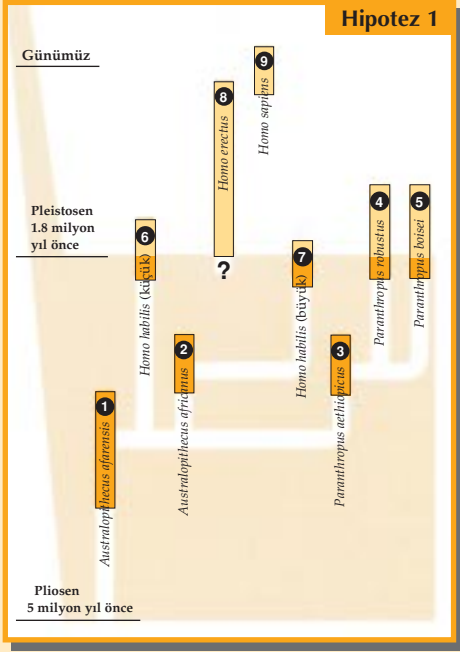 Hipotez 1
Günümüz
9
Homo sapiens
8
Homo erectus
?
Pleistosen
1.8 milyon
yıl önce
6
Homo habilis (küçük)
7
Homo habilis (büyük)
4
Paranthropus robustus
5
Paranthropus boisei
2
Australopithecus africanus
3
Paranthropus aethiopicus
1
Australopithecus afarensis
Pliosen
5 milyon yıl önce